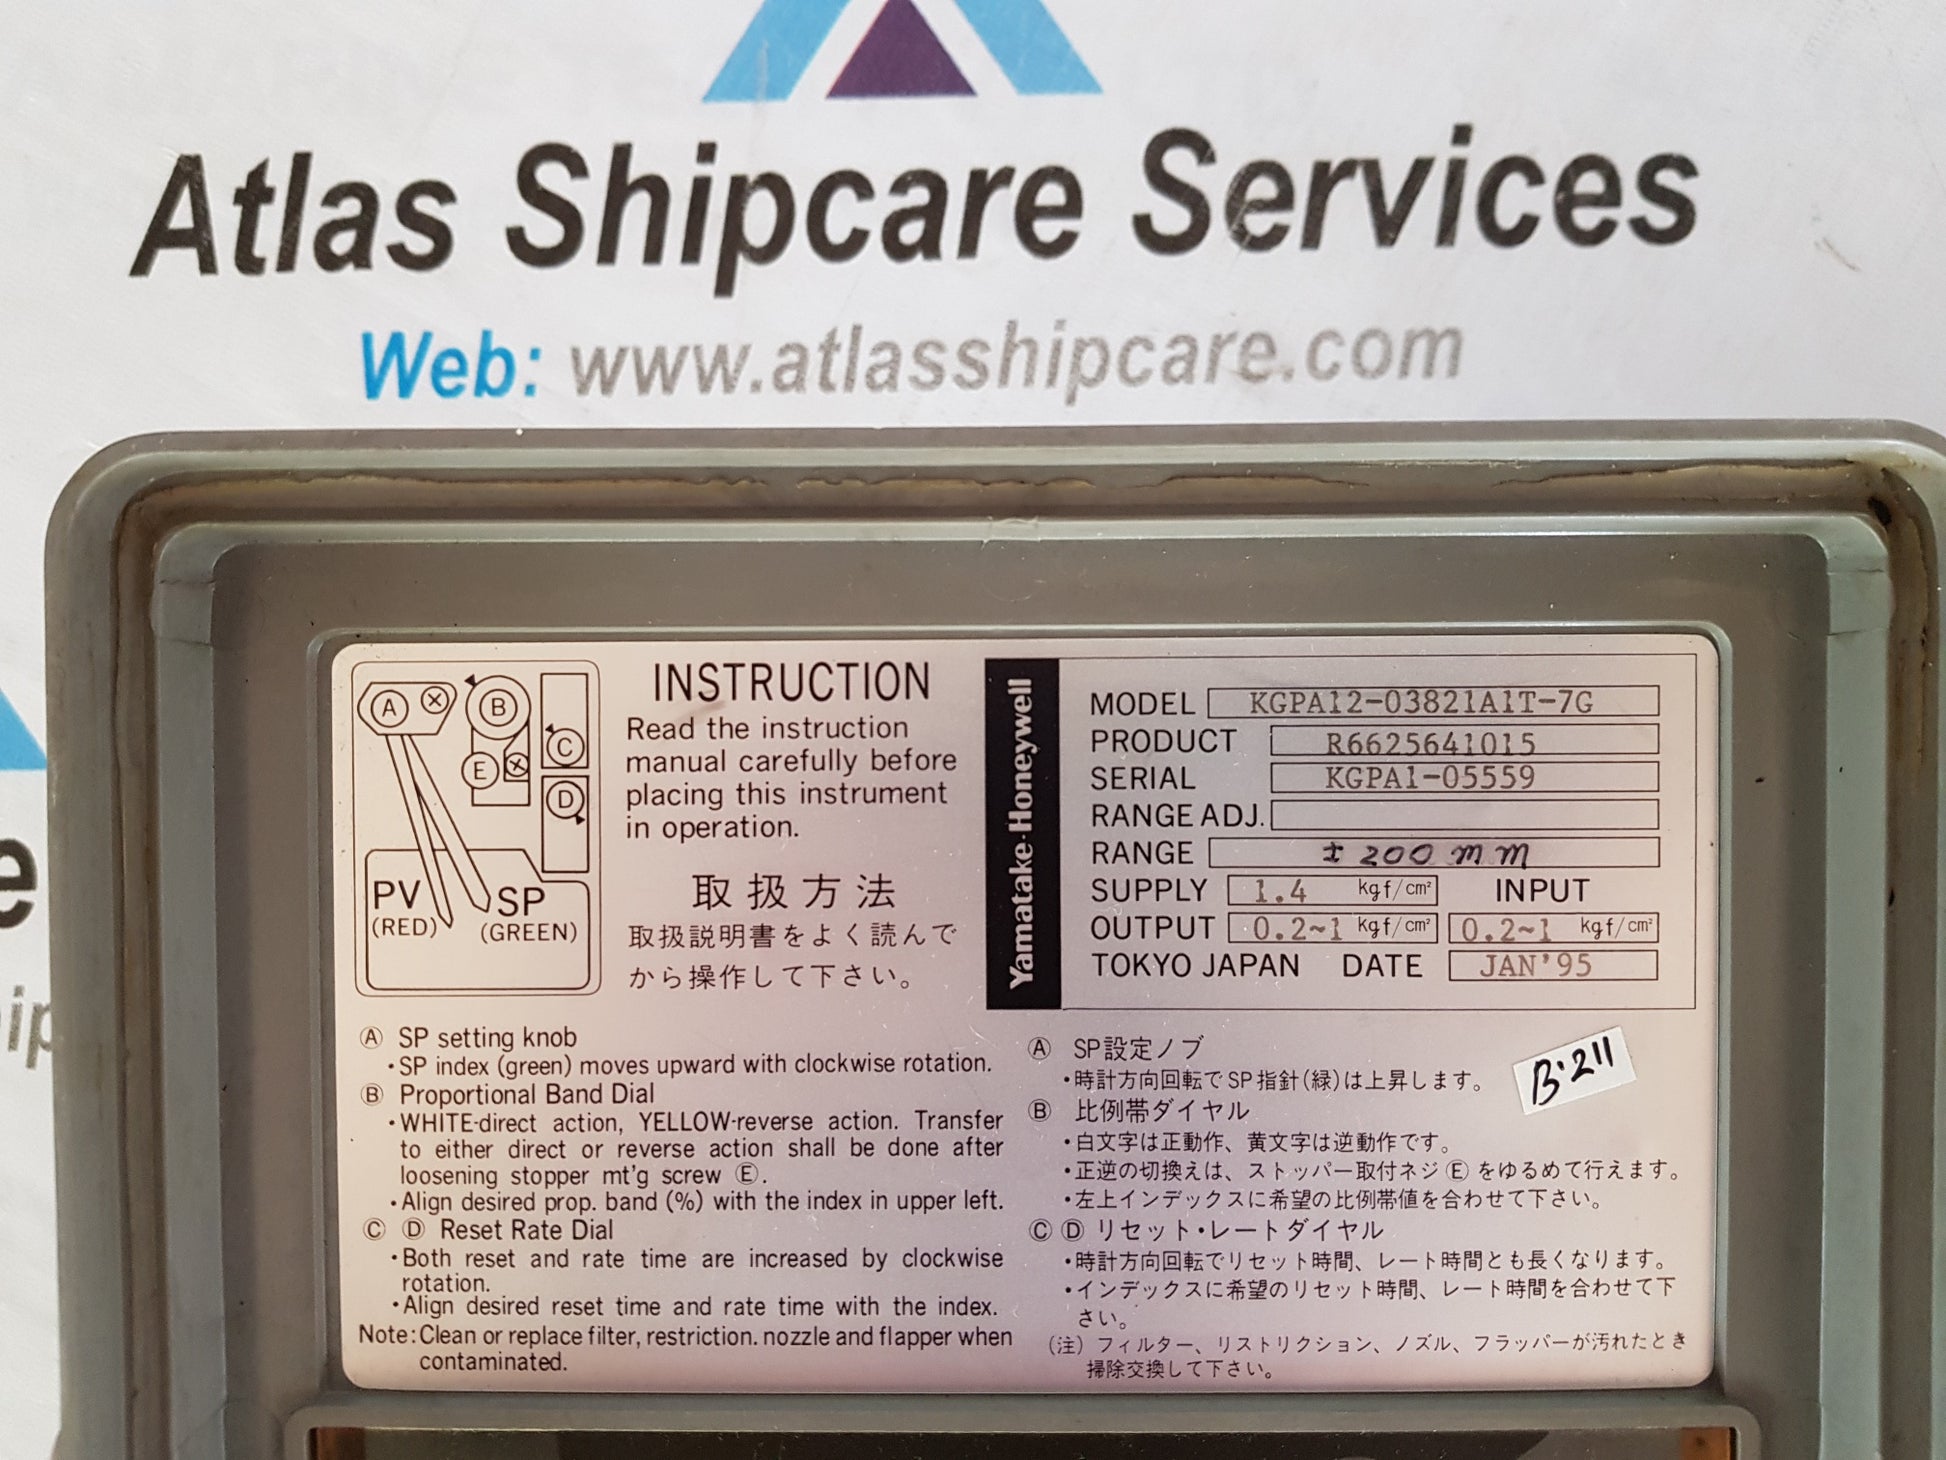 Atlas Shipcare Services
Web: www.atlasshipcare.com
A
B
C
E
D
PV
(RED)
SP
(GREEN)
INSTRUCTION
Read the instruction
manual carefully before
placing this instrument
in operation.
取扱方法
取扱説明書をよく読んで
から操作して下さい。
Yamatake-Honeywell
MODEL KGPA12-03821A1T-7G
PRODUCT R6625641015
SERIAL KGPA1-05559
RANGE ADJ.
RANGE ± 200 mm
SUPPLY 1.4 kgf/cm² INPUT
OUTPUT 0.2~1 kgf/cm² 0.2~1 kgf/cm²
TOKYO JAPAN DATE JAN'95
Ⓐ SP setting knob
・SP index (green) moves upward with clockwise rotation.
Ⓑ Proportional Band Dial
・WHITE-direct action, YELLOW-reverse action. Transfer
to either direct or reverse action shall be done after
loosening stopper mt'g screw Ⓔ.
・Align desired prop. band (%) with the index in upper left.
Ⓒ Ⓓ Reset Rate Dial
・Both reset and rate time are increased by clockwise
rotation.
・Align desired reset time and rate time with the index.
Note: Clean or replace filter, restriction. nozzle and flapper when
contaminated.
Ⓐ SP設定ノブ
・時計方向回転でSP指針(緑)は上昇します。
Ⓑ 比例帯ダイヤル
・白文字は正動作、黄文字は逆動作です。
・正逆の切換えは、ストッパー取付ネジⒺをゆるめて行えます。
・左上インデックスに希望の比例帯値を合わせて下さい。
Ⓒ Ⓓ リセット・レートダイヤル
・時計方向回転でリセット時間、レート時間とも長くなります。
・インデックスに希望のリセット時間、レート時間を合わせて下
さい。
(注) フィルター、リストリクション、ノズル、フラッパーが汚れたとき
掃除交換して下さい。
B.211
e
ip